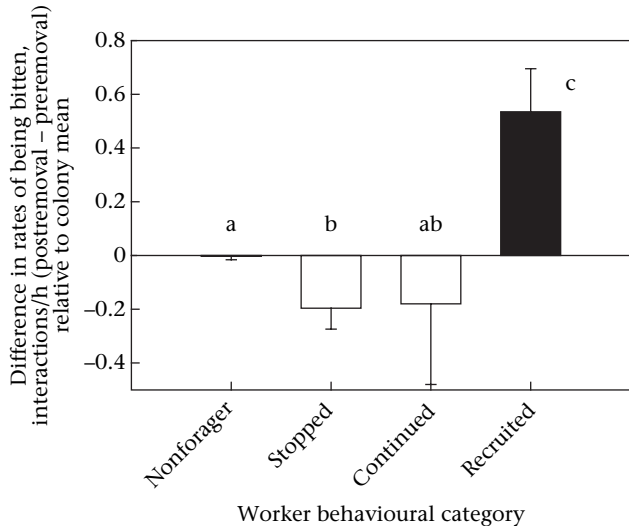 Difference in rates of being bitten,
interactions/h (postremoval – preremoval)
relative to colony mean
0.8
0.6
0.4
0.2
0
–0.2
–0.4
a
b
ab
c
Nonforager
Stopped
Continued
Recruited
Worker behavioural category